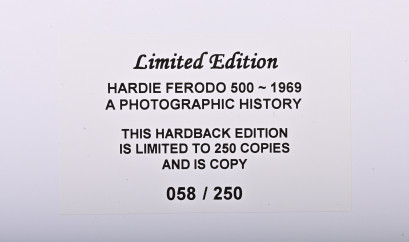 Limited Edition
HARDIE FERODO 500 ~ 1969
A PHOTOGRAPHIC HISTORY
THIS HARDBACK EDITION
IS LIMITED TO 250 COPIES
AND IS COPY
058 / 250